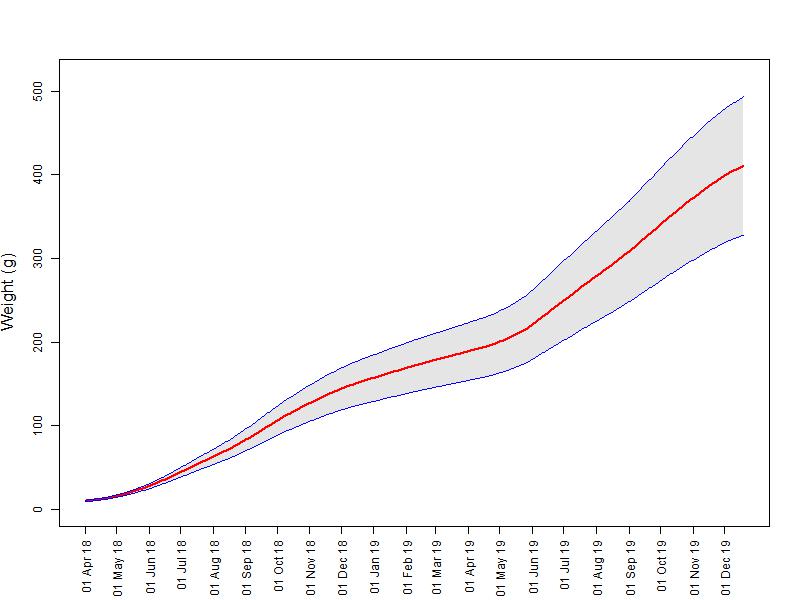 500
400
300
200
100
0
Weight (g)
01 Apr 18
01 May 18
01 Jun 18
01 Jul 18
01 Aug 18
01 Sep 18
01 Oct 18
01 Nov 18
01 Dec 18
01 Jan 19
01 Feb 19
01 Mar 19
01 Apr 19
01 May 19
01 Jun 19
01 Jul 19
01 Aug 19
01 Sep 19
01 Oct 19
01 Nov 19
01 Dec 19